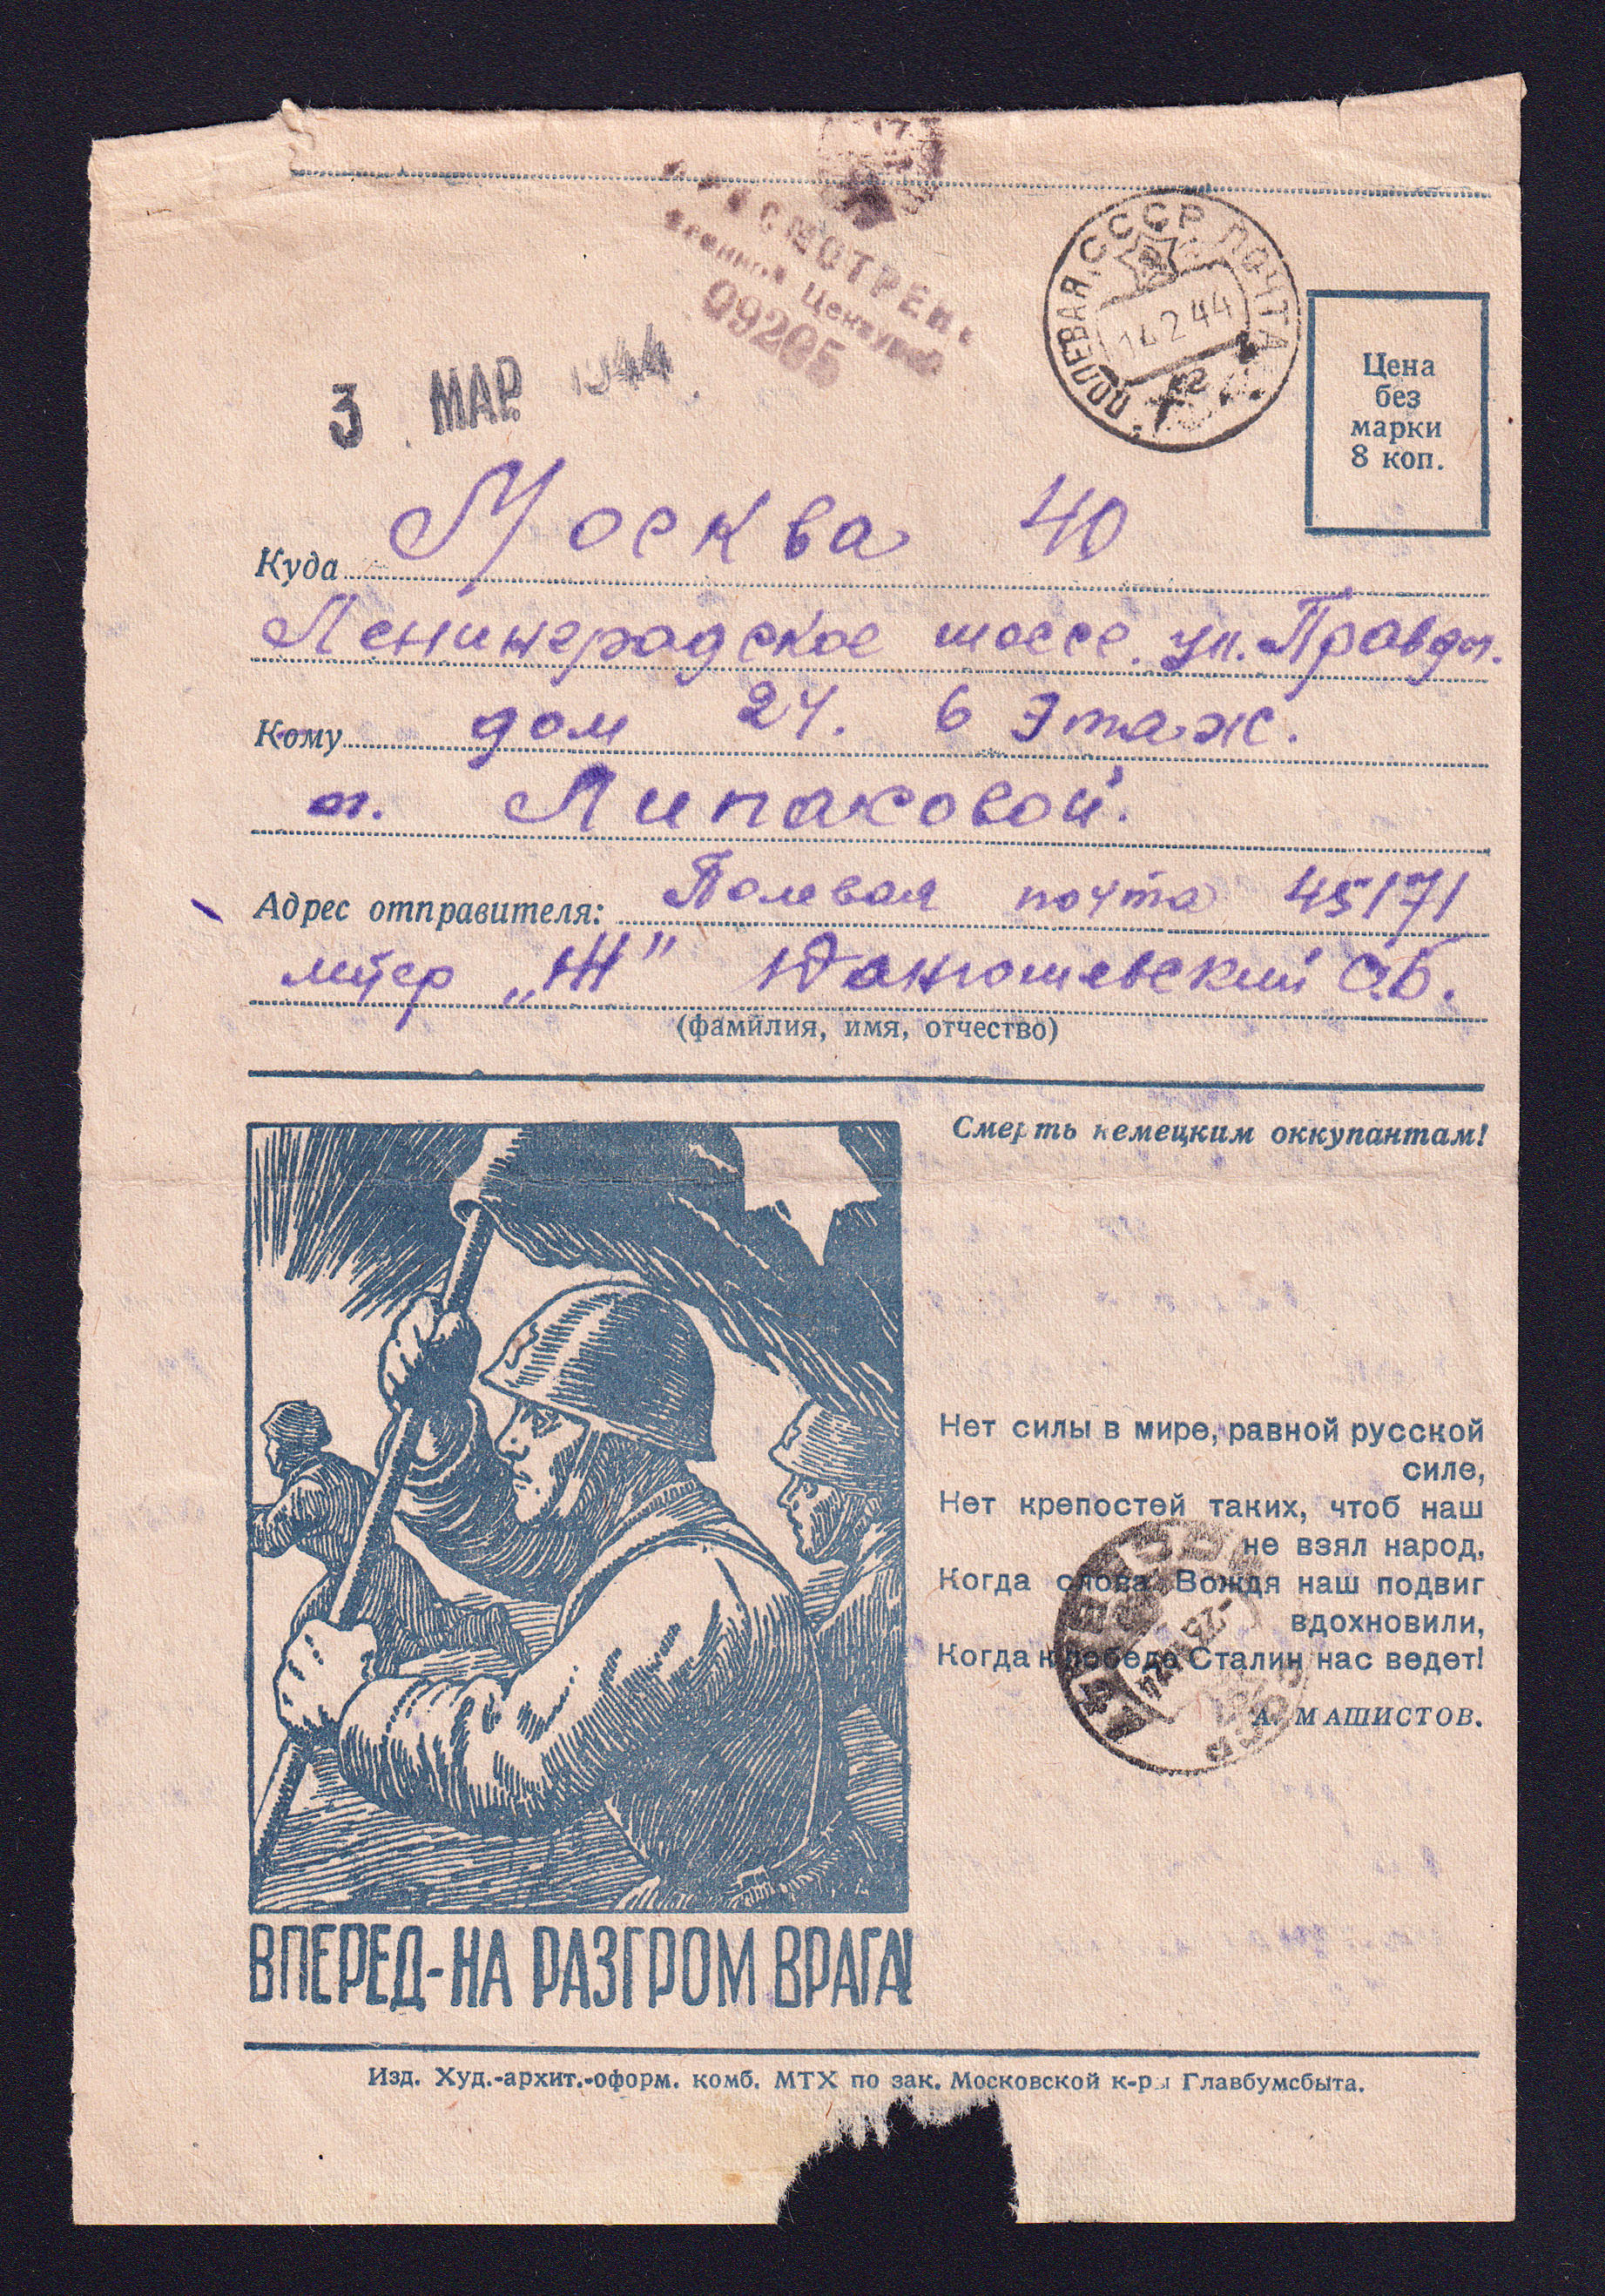 ПРОСМОТРЕНО
Военной Цензурой
09205
ПОЛЕВАЯ СССР ПОЧТА
14 2 44
3 МАР 1944
Цена
без
марки
8 коп.
Куда Москва 40
Ленинградское шоссе. ул. Правды.
Кому дом 24. 6 Этаж.
т. Липаковой.
Адрес отправителя: Полевая почта 45171
литер „Ж" С.Б.
(фамилия, имя, отчество)
Смерть немецким оккупантам!
Нет силы в мире, равной русской
силе,
Нет крепостей таких, чтоб наш
не взял народ,
Когда слова Вождя наш подвиг
вдохновили,
Когда к победе Сталин нас ведет!
А. МАШИСТОВ.
ВПЕРЕД-НА РАЗГРОМ ВРАГА!
Изд. Худ.-архит.-оформ. комб. МТХ по зак. Московской к-ры Главбумсбыта.